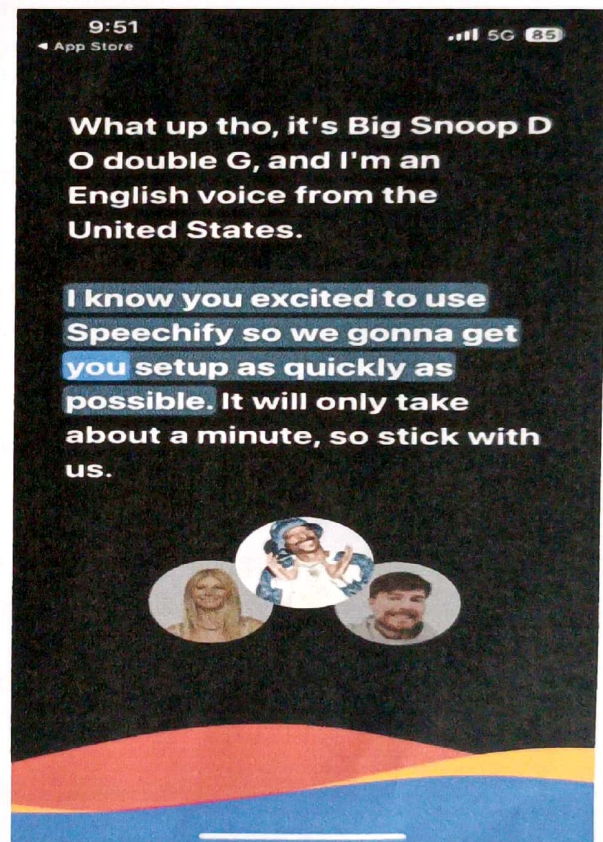 9:51
5G 85
◄ App Store
What up tho, it's Big Snoop D
O double G, and I'm an
English voice from the
United States.
I know you excited to use
Speechify so we gonna get
you setup as quickly as
possible. It will only take
about a minute, so stick with
us.